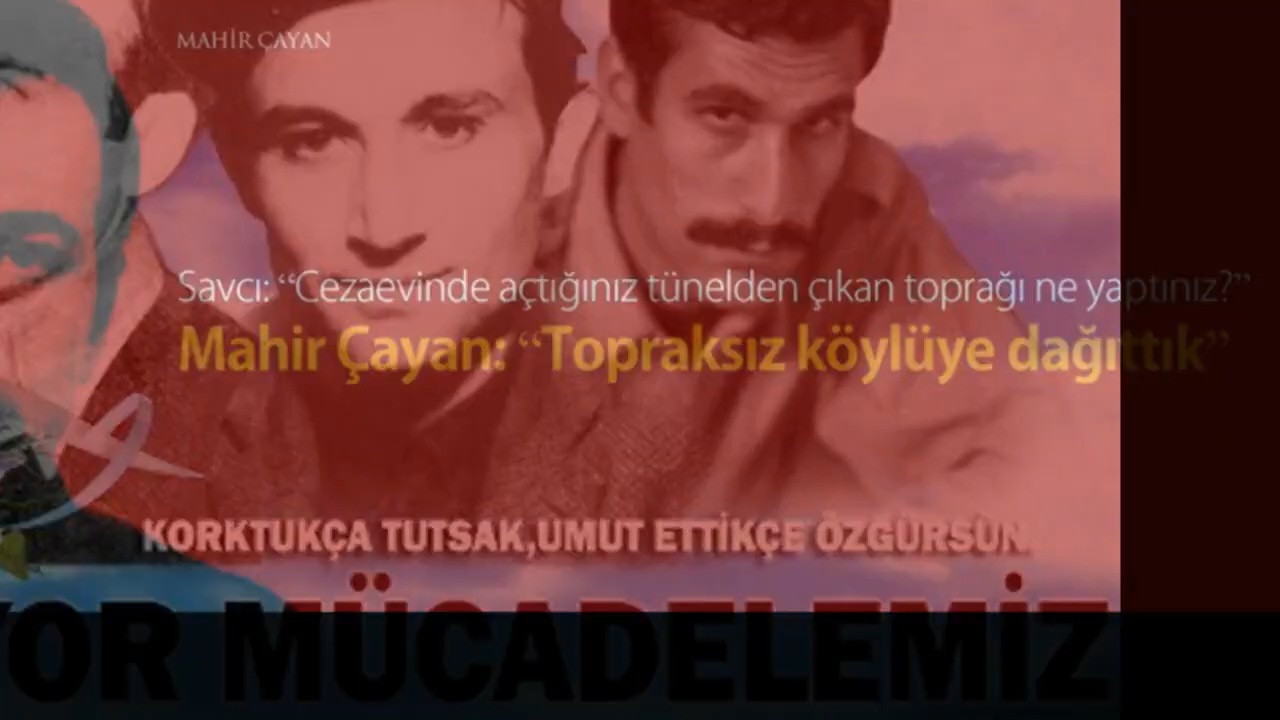 MAHİR ÇAYAN
Savcı: “Cezaevinde açtığınız tünelden çıkan toprağı ne yaptınız?”
Mahir Çayan: “Topraksız köylüye dağıttık”
KORKTUKÇA TUTSAK,UMUT ETTİKÇE ÖZGÜRSÜN
YOR MÜCADELEMİZ